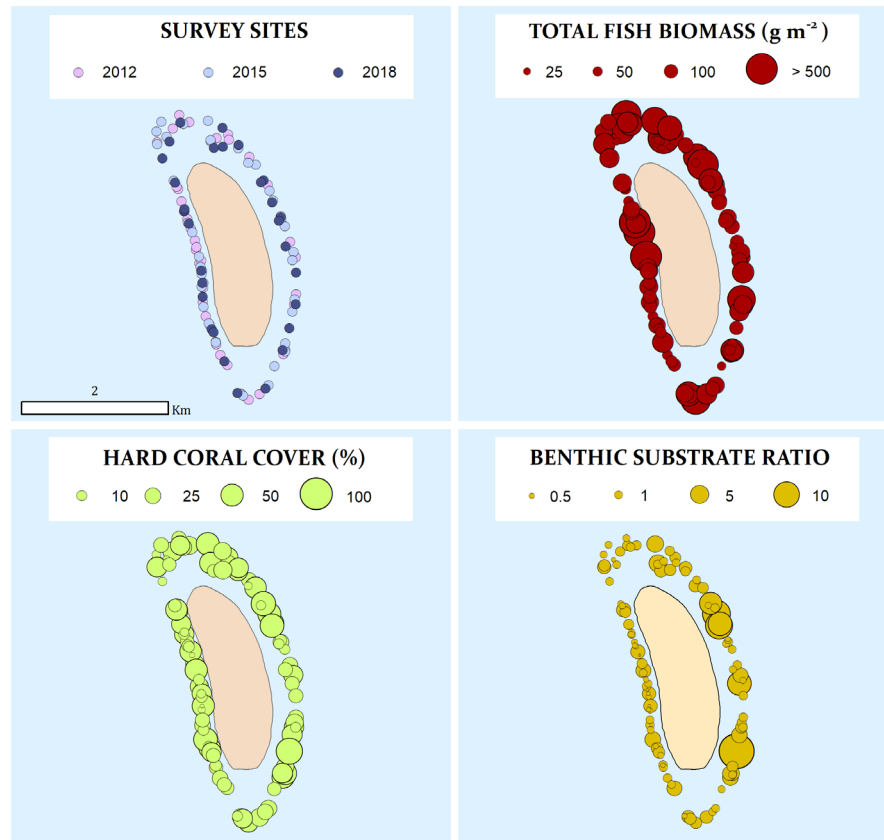 SURVEY SITES
2012 2015 2018
2
Km
TOTAL FISH BIOMASS (g m⁻²)
25 50 100 > 500
HARD CORAL COVER (%)
10 25 50 100
BENTHIC SUBSTRATE RATIO
0.5 1 5 10